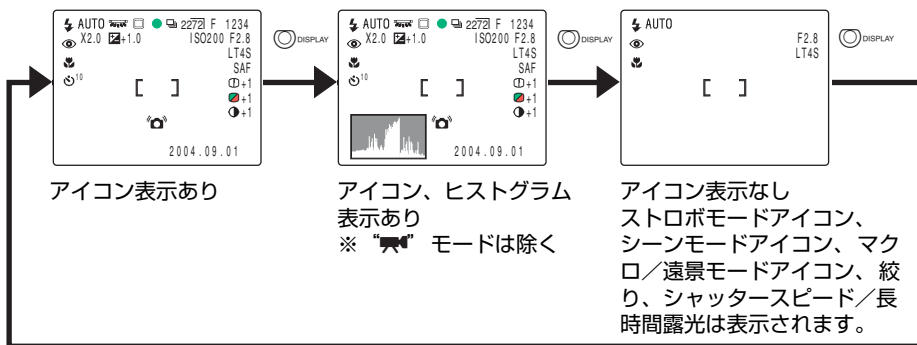 AUTO 2272 F 1234
X2.0 +1.0 ISO200 F2.8
LT4S
SAF
10
+1
+1
+1
2004.09.01
DISPLAY
アイコン表示あり
AUTO 2272 F 1234
X2.0 +1.0 ISO200 F2.8
LT4S
SAF
10
+1
+1
+1
2004.09.01
DISPLAY
アイコン、ヒストグラム
表示あり
※ “ ” モードは除く
AUTO
F2.8
LT4S
DISPLAY
アイコン表示なし
ストロボモードアイコン、
シーンモードアイコン、マク
ロ／遠景モードアイコン、絞
り、シャッタースピード／長
時間露光は表示されます。